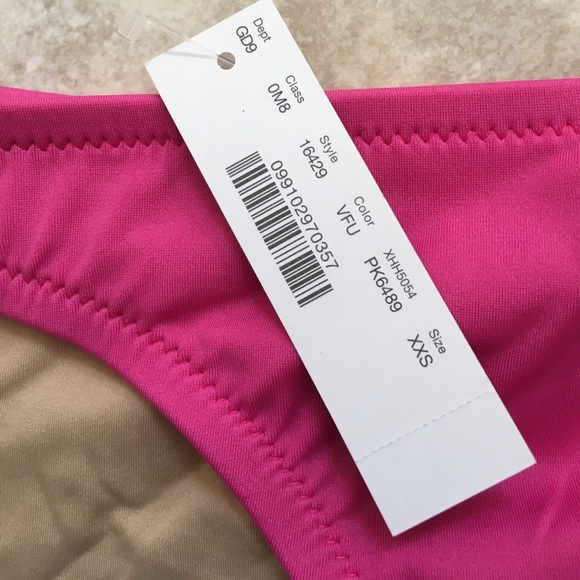 Dept
GD9
Class
0M8
Style
16429
099102970357
Color
VFU
XHH5054
PK6489
Size
XXS